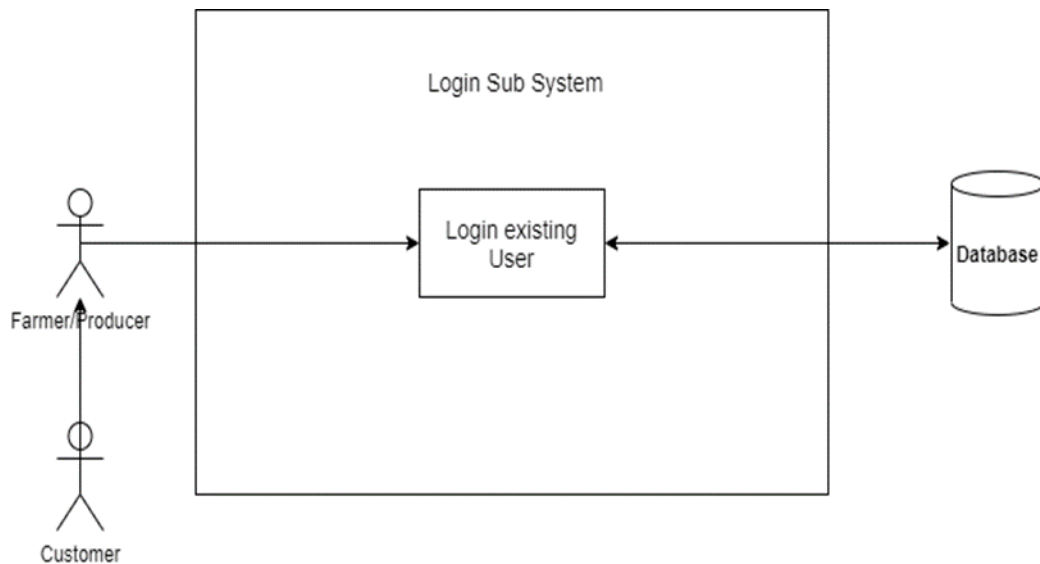 Login Sub System
Login existing
User
Database
Farmer/Producer
Customer